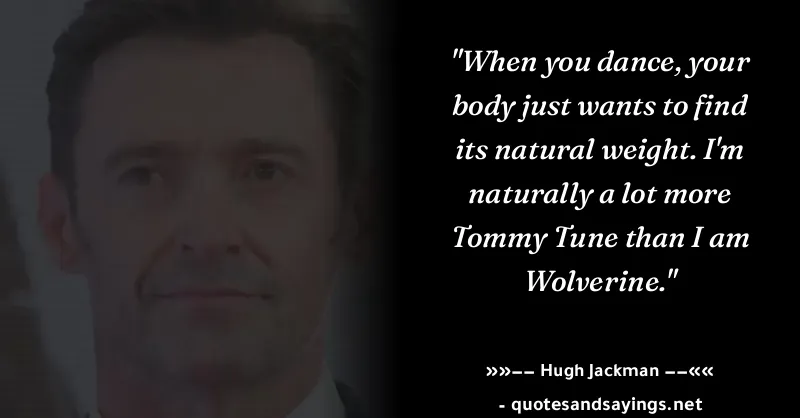 "When you dance, your
body just wants to find
its natural weight. I'm
naturally a lot more
Tommy Tune than I am
Wolverine."
»»–– Hugh Jackman ––««
- quotesandsayings.net